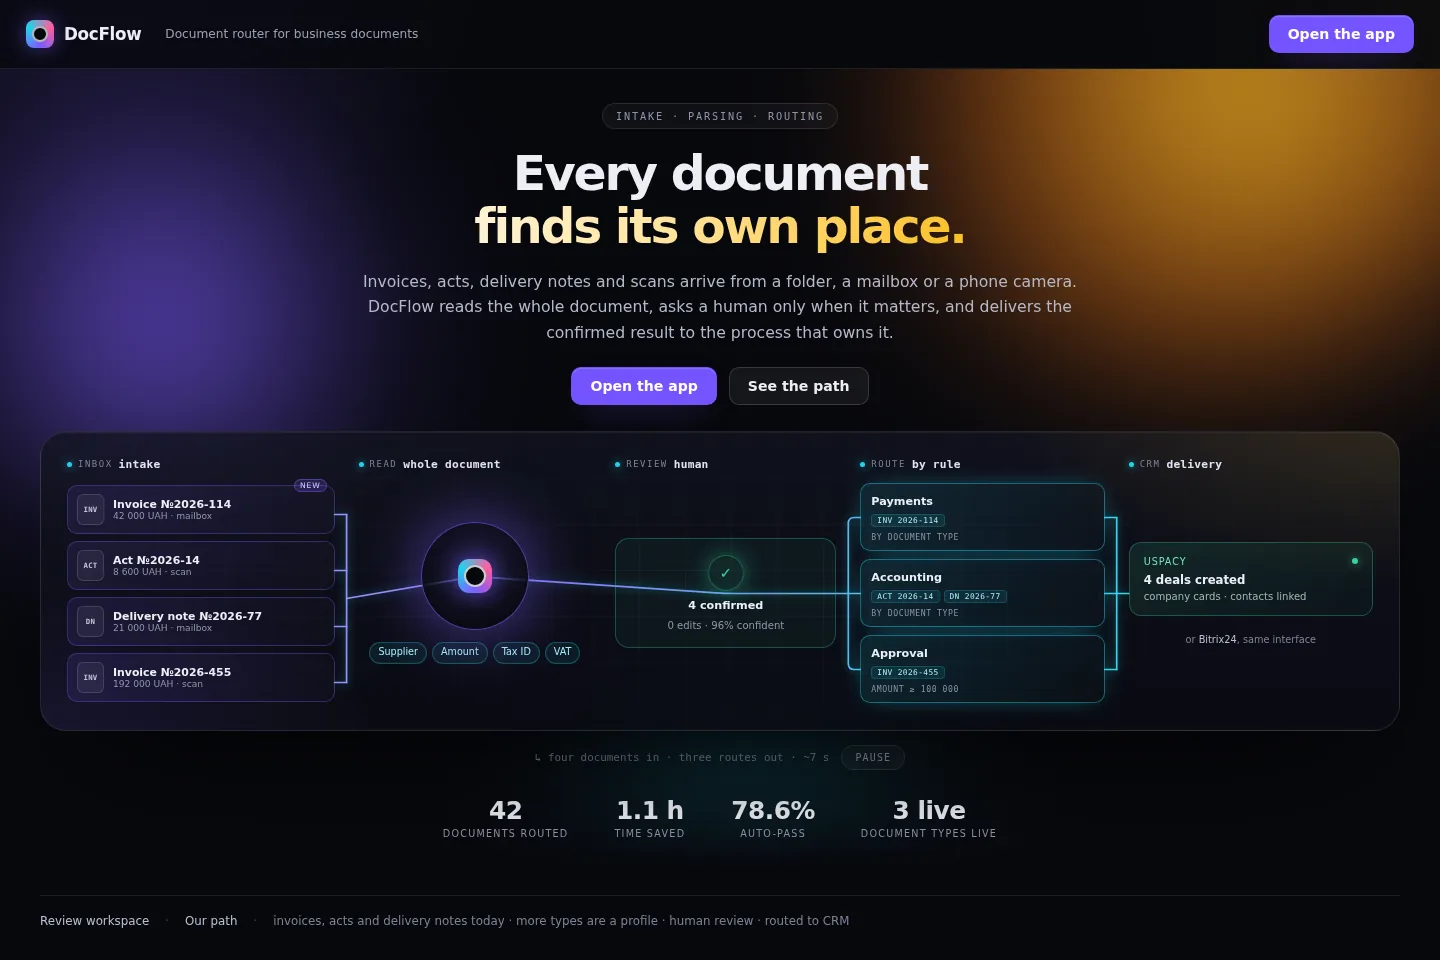 DocFlow
Document router for business documents
Open the app
INTAKE · PARSING · ROUTING
Every document
finds its own place.
Invoices, acts, delivery notes and scans arrive from a folder, a mailbox or a phone camera.
DocFlow reads the whole document, asks a human only when it matters, and delivers the
confirmed result to the process that owns it.
Open the app
See the path
INBOX intake
NEW
INV
Invoice №2026-114
42 000 UAH · mailbox
ACT
Act №2026-14
8 600 UAH · scan
DN
Delivery note №2026-77
21 000 UAH · mailbox
INV
Invoice №2026-455
192 000 UAH · scan
READ whole document
Supplier
Amount
Tax ID
VAT
REVIEW human
✓
4 confirmed
0 edits · 96% confident
ROUTE by rule
Payments
INV 2026-114
BY DOCUMENT TYPE
Accounting
ACT 2026-14
DN 2026-77
BY DOCUMENT TYPE
Approval
INV 2026-455
AMOUNT ≥ 100 000
CRM delivery
USPACY
4 deals created
company cards · contacts linked
or Bitrix24, same interface
↳ four documents in · three routes out · ~7 s
PAUSE
42
DOCUMENTS ROUTED
1.1 h
TIME SAVED
78.6%
AUTO-PASS
3 live
DOCUMENT TYPES LIVE
Review workspace · Our path · invoices, acts and delivery notes today · more types are a profile · human review · routed to CRM